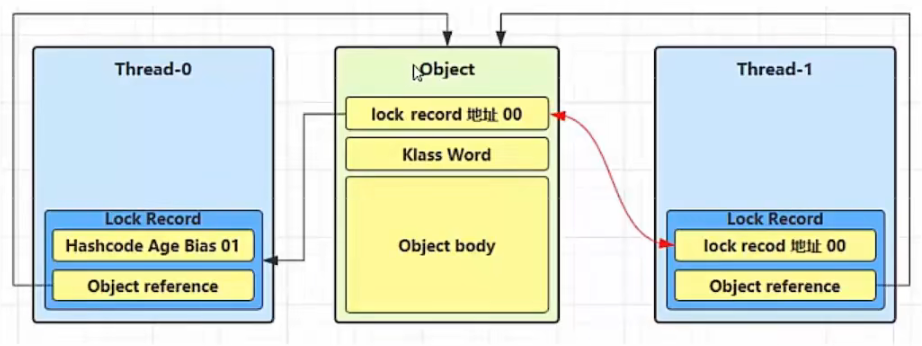 Thread-0
Object
Thread-1
lock record 地址 00
Klass Word
Object body
Lock Record
Hashcode Age Bias 01
Object reference
Lock Record
lock recod 地址 00
Object reference